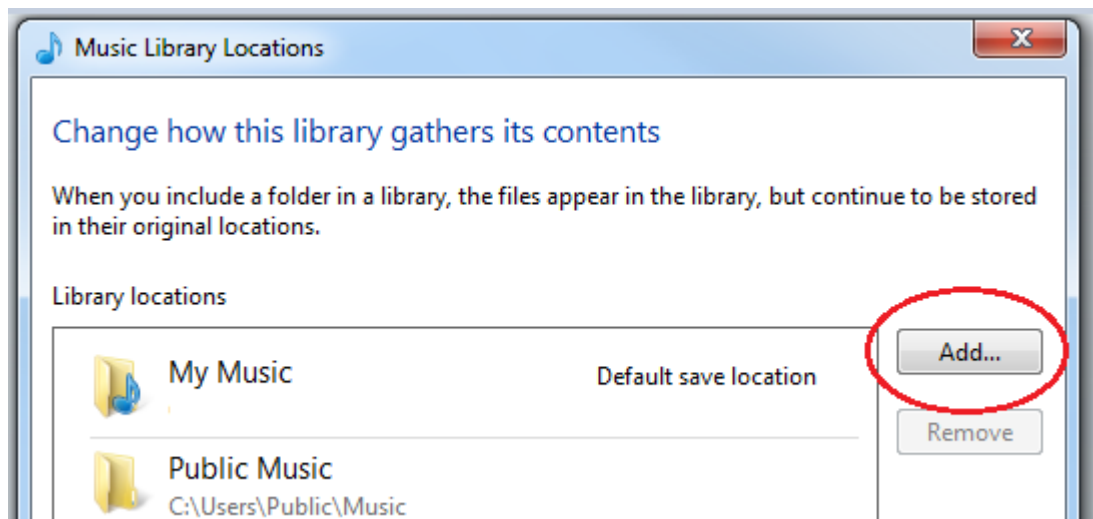 Music Library Locations
Change how this library gathers its contents
When you include a folder in a library, the files appear in the library, but continue to be stored
in their original locations.
Library locations
My Music
Default save location
Add...
Remove
Public Music
C:\Users\Public\Music